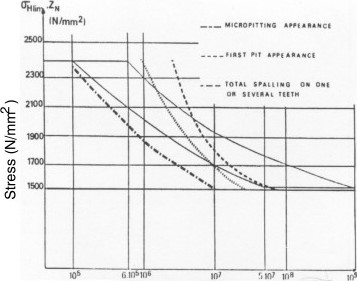 σHlim.ZN
(N/mm²)
MICROPITTING APPEARANCE
FIRST PIT APPEARANCE
TOTAL SPALLING ON ONE
OR SEVERAL TEETH
2500
2300
2100
1900
1700
1500
Stress (N/mm²)
10⁵ 6.10⁵ 10⁶ 10⁷ 5.10⁷ 10⁸ 10⁹